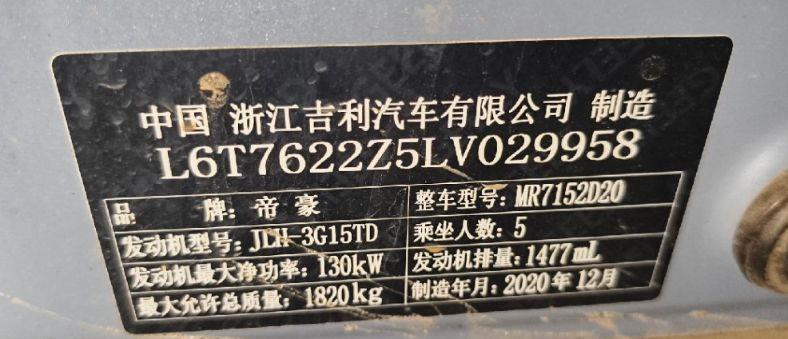 中国 浙江吉利汽车有限公司 制造
L6T7622Z5LV029958
品 牌: 帝豪 整车型号: MR7152D20
发动机型号: JLH-3G15TD 乘坐人数: 5
发动机最大净功率: 130kW 发动机排量: 1477mL
最大允许总质量: 1820kg 制造年月: 2020年12月